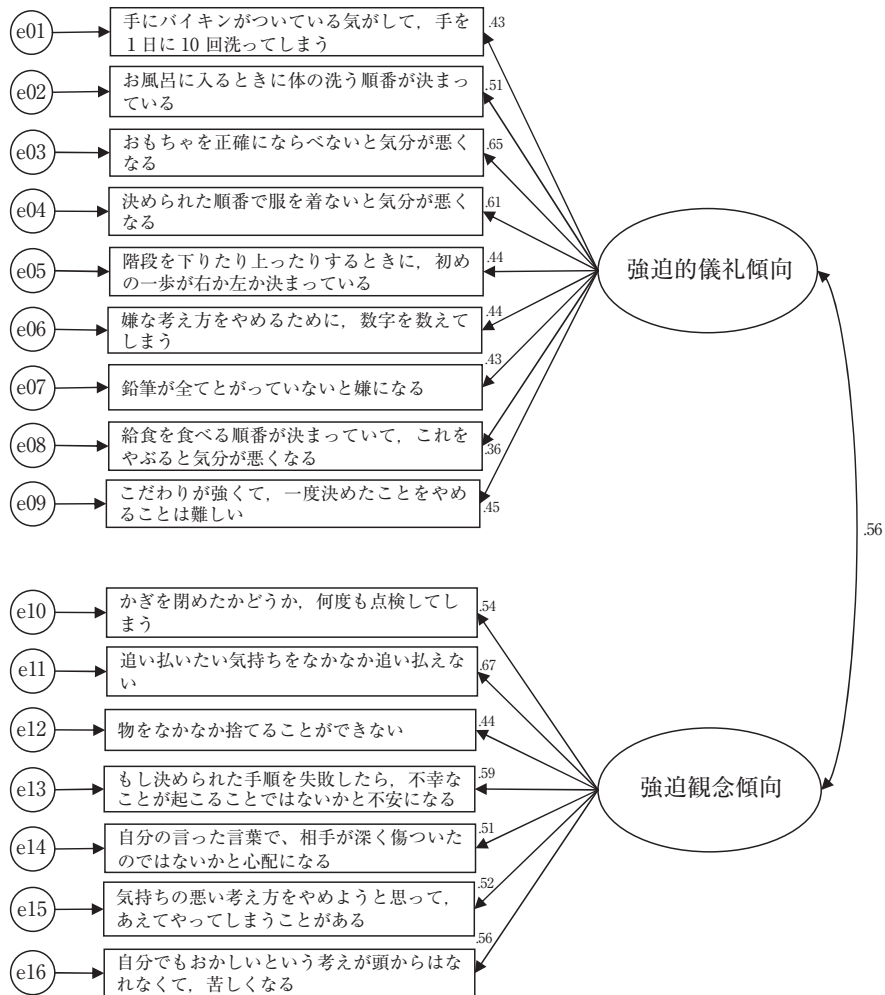 e01
手にバイキンがついている気がして，手を
１日に 10 回洗ってしまう
.43
e02
お風呂に入るときに体の洗う順番が決まっ
ている
.51
e03
おもちゃを正確にならべないと気分が悪く
なる
.65
e04
決められた順番で服を着ないと気分が悪く
なる
.61
e05
階段を下りたり上ったりするときに，初め
の一歩が右か左か決まっている
.44
e06
嫌な考え方をやめるために，数字を数えて
しまう
.44
e07
鉛筆が全てとがっていないと嫌になる
.43
e08
給食を食べる順番が決まっていて，これを
やぶると気分が悪くなる
.36
e09
こだわりが強くて，一度決めたことをやめ
ることは難しい
.45
強迫的儀礼傾向
.56
e10
かぎを閉めたかどうか，何度も点検してし
まう
.54
e11
追い払いたい気持ちをなかなか追い払えな
い
.67
e12
物をなかなか捨てることができない
.44
e13
もし決められた手順を失敗したら，不幸な
ことが起こることではないかと不安になる
.59
e14
自分の言った言葉で、相手が深く傷ついた
のではないかと心配になる
.51
e15
気持ちの悪い考え方をやめようと思って，
あえてやってしまうことがある
.52
e16
自分でもおかしいという考えが頭からはな
れなくて，苦しくなる
.56
強迫観念傾向